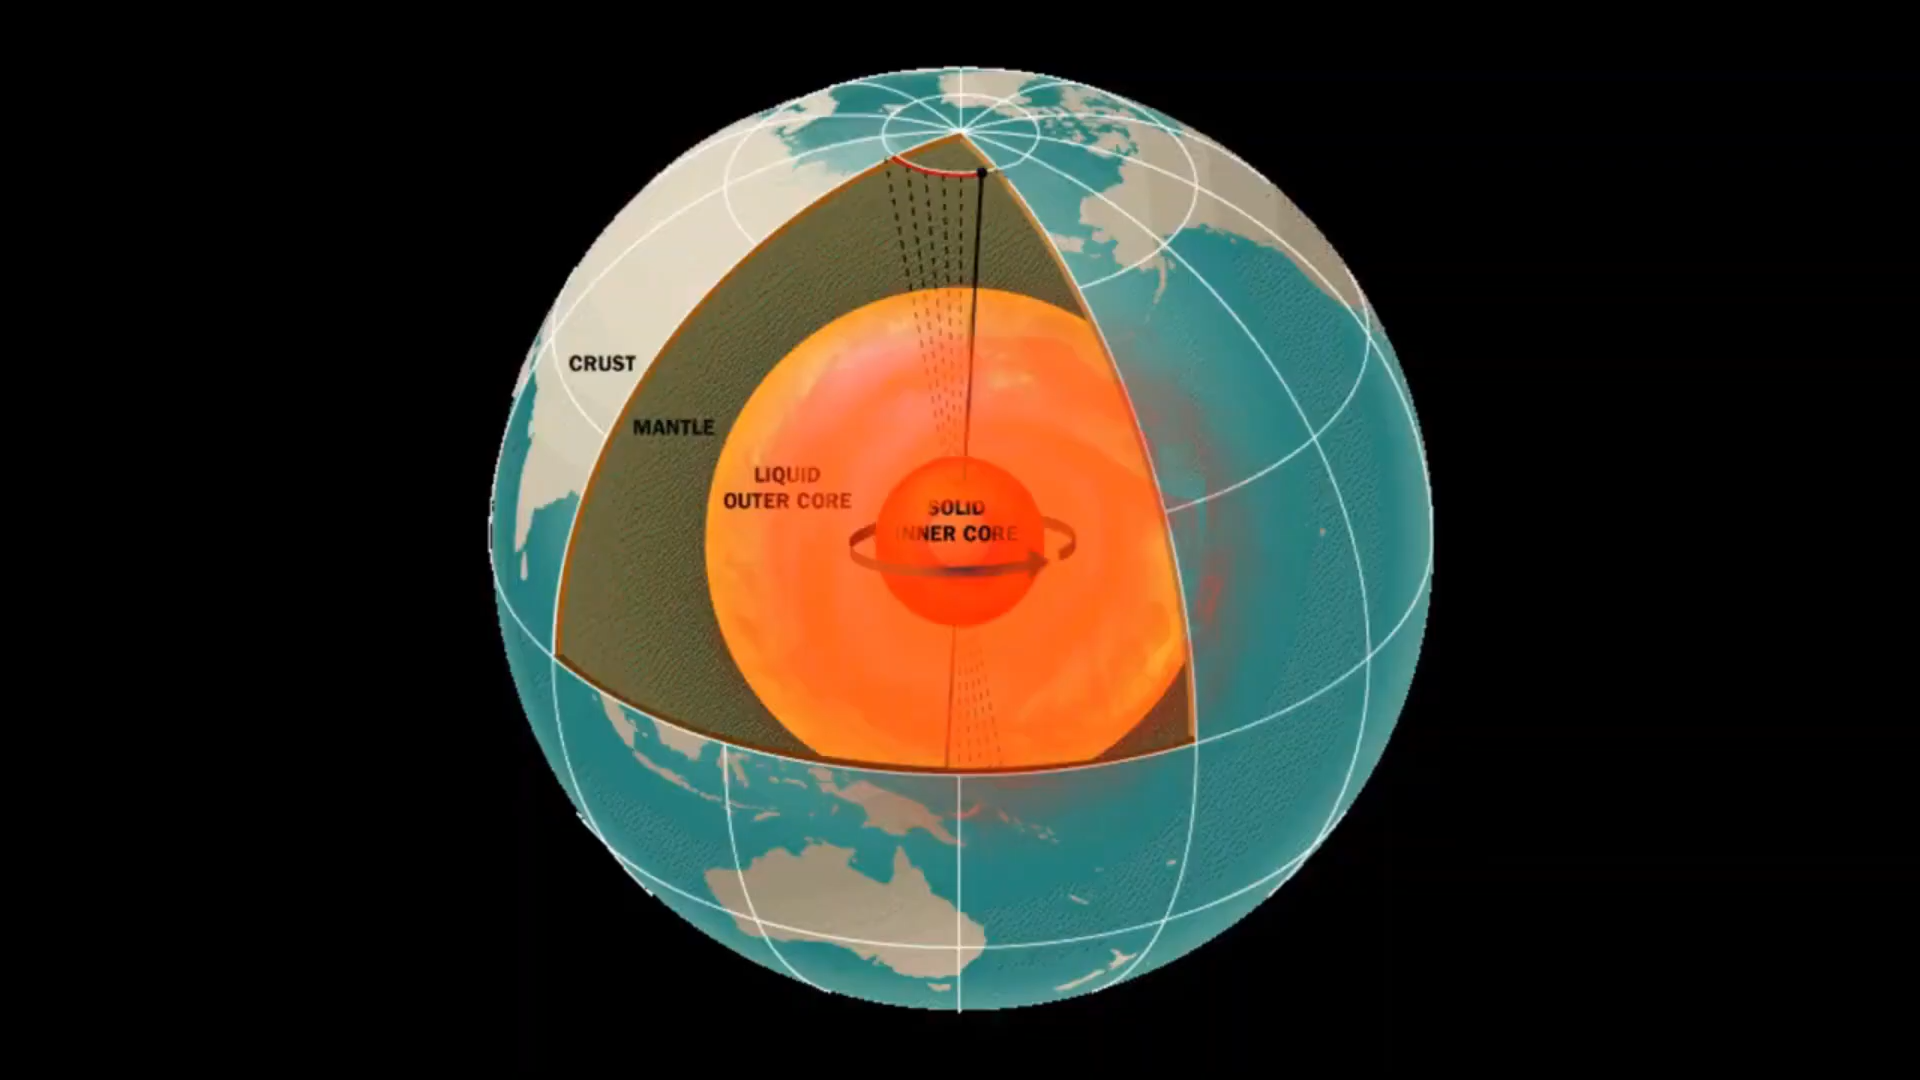 CRUST
MANTLE
LIQUID
OUTER CORE
SOLID
INNER CORE